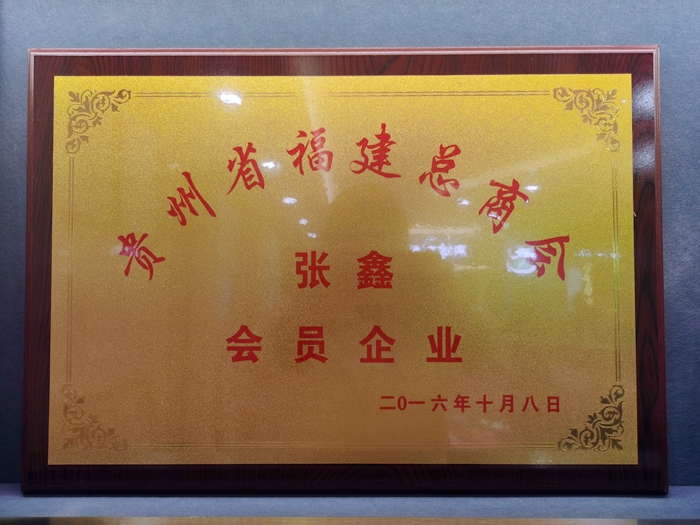 贵州省福建总商会
张鑫
会员企业
二0一六年十月八日